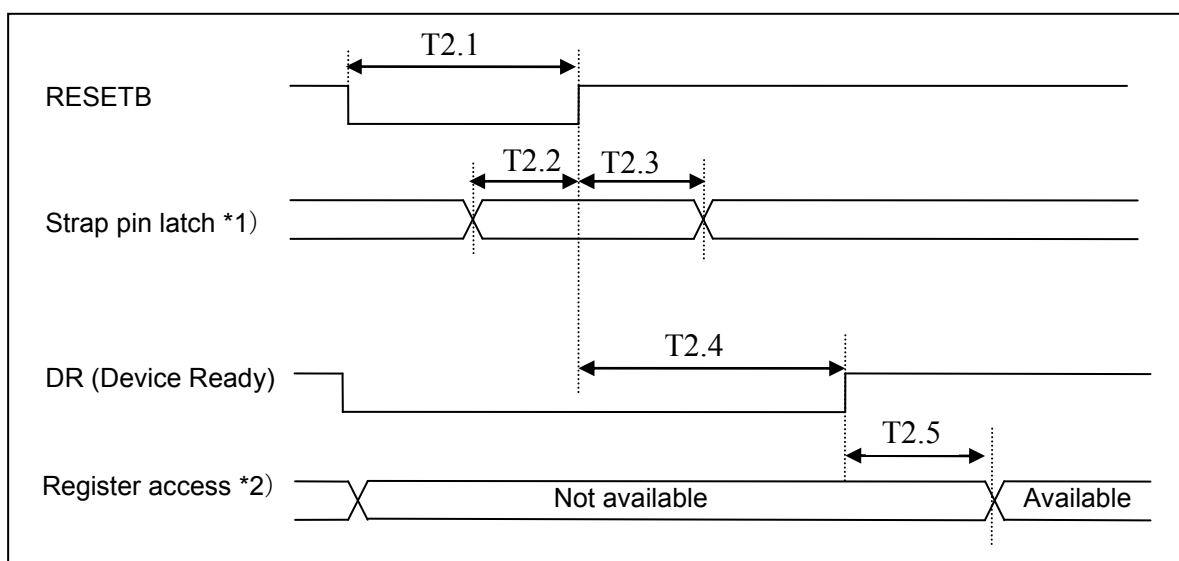 T2.1
RESETB
T2.2 T2.3
Strap pin latch *1）
T2.4
DR (Device Ready)
T2.5
Register access *2）
Not available
Available